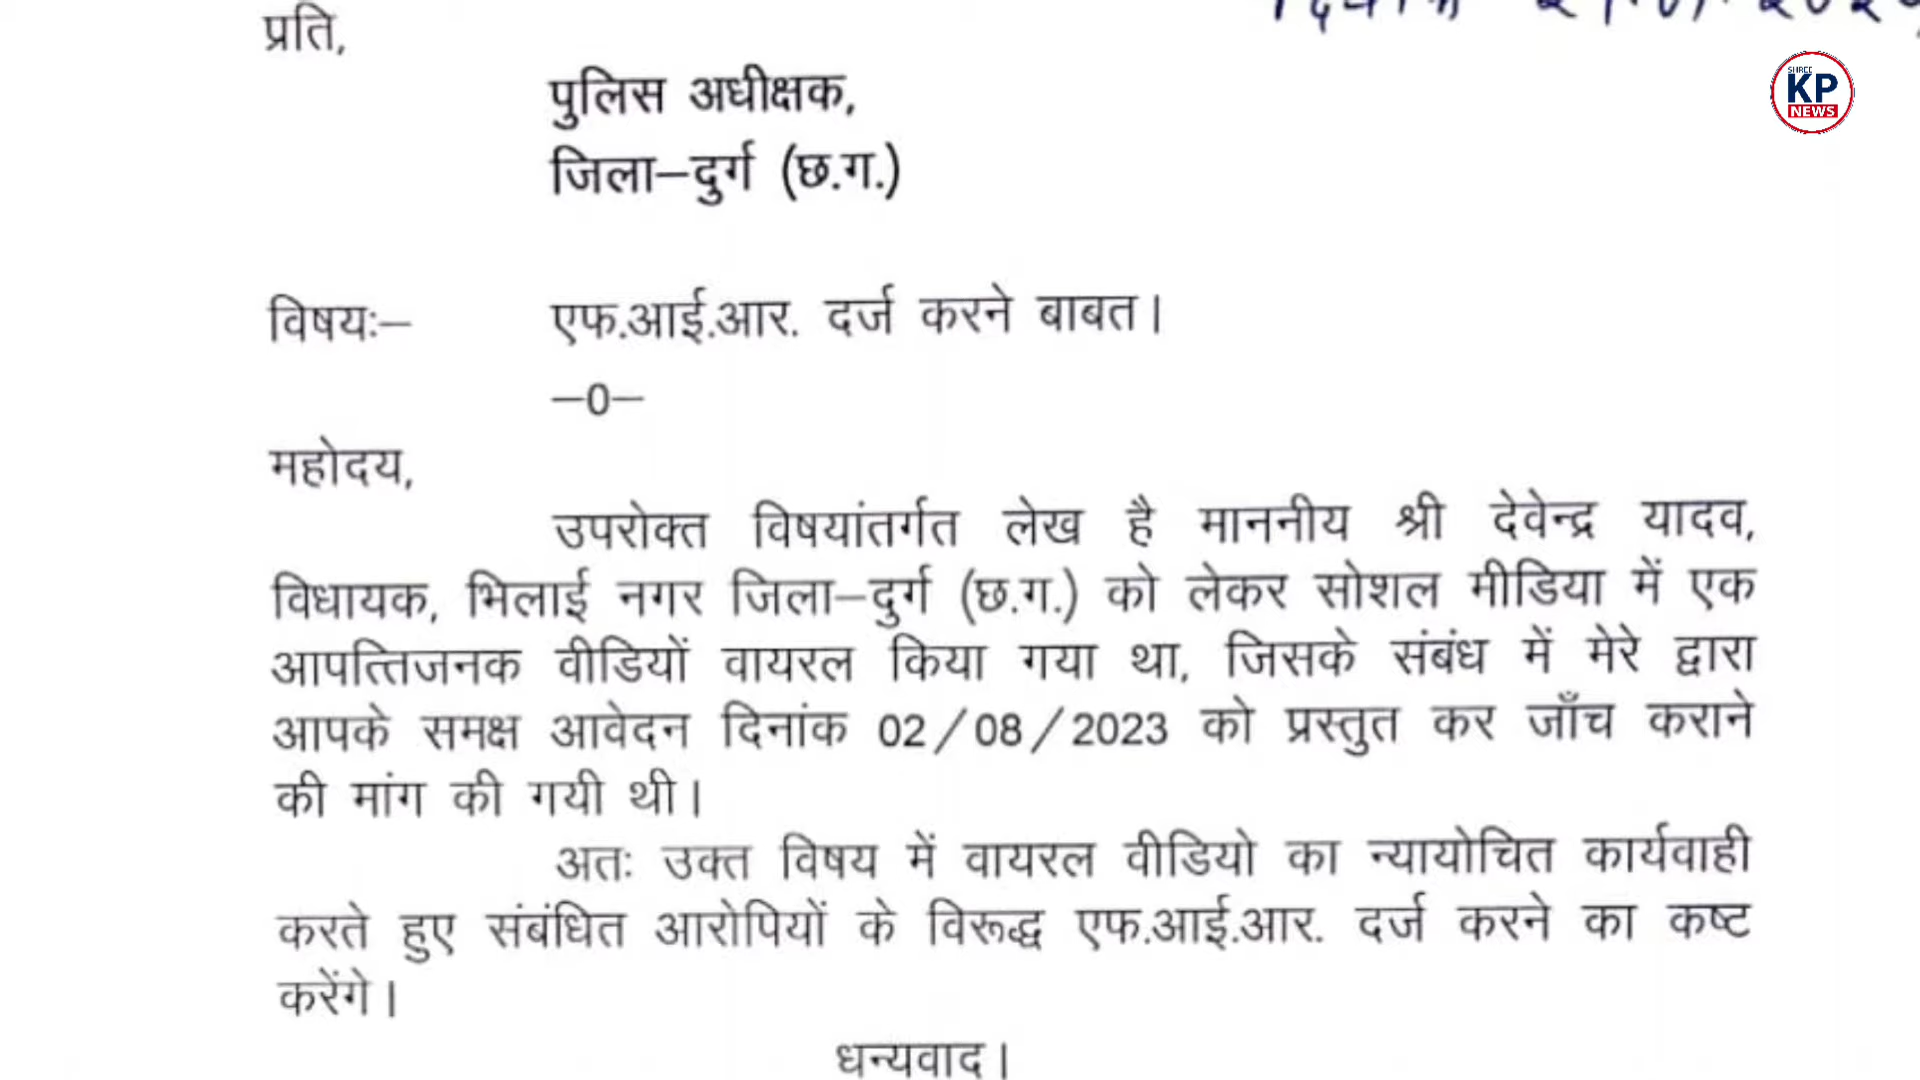 प्रति,
SHREE
KP
NEWS
पुलिस अधीक्षक,
जिला–दुर्ग (छ.ग.)
विषयः– एफ.आई.आर. दर्ज करने बाबत।
–0–
महोदय,
उपरोक्त विषयांतर्गत लेख है माननीय श्री देवेन्द्र यादव,
विधायक, भिलाई नगर जिला–दुर्ग (छ.ग.) को लेकर सोशल मीडिया में एक
आपत्तिजनक वीडियों वायरल किया गया था, जिसके संबंध में मेरे द्वारा
आपके समक्ष आवेदन दिनांक 02/08/2023 को प्रस्तुत कर जाँच कराने
की मांग की गयी थी।
अतः उक्त विषय में वायरल वीडियो का न्यायोचित कार्यवाही
करते हुए संबंधित आरोपियों के विरूद्ध एफ.आई.आर. दर्ज करने का कष्ट
करेंगे।
धन्यवाद।